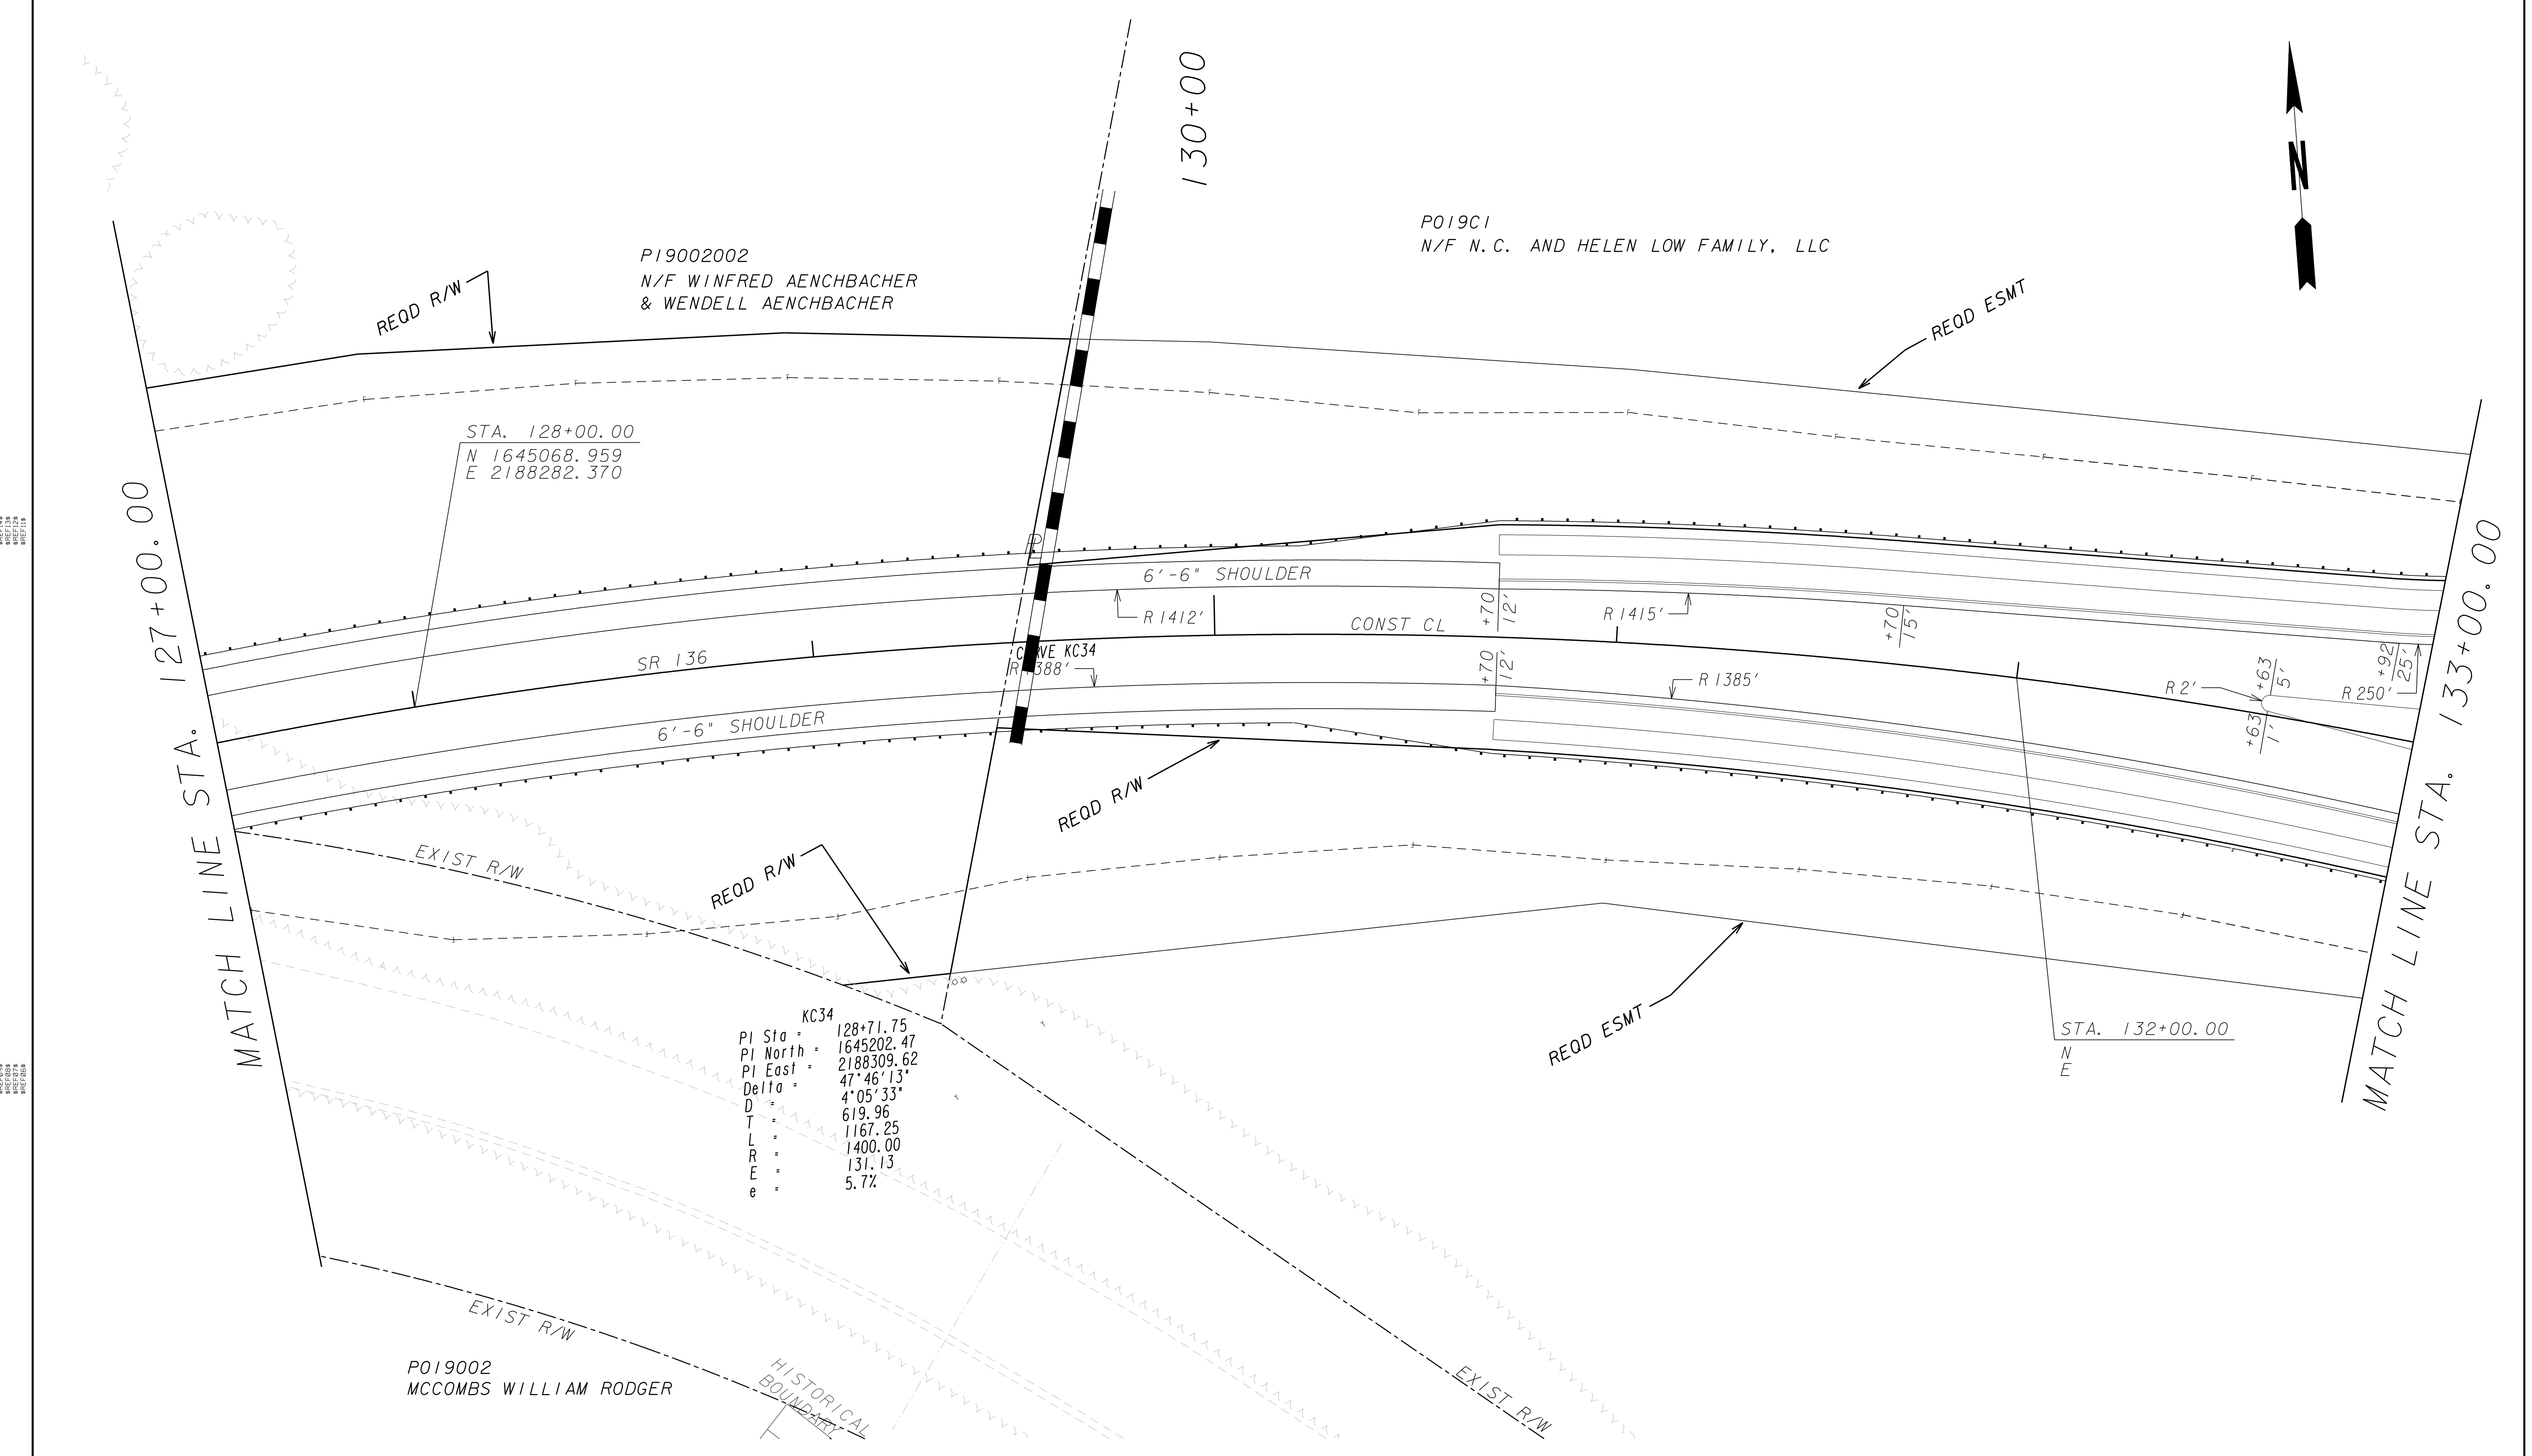 130+00
N
P019C1
N/F N.C. AND HELEN LOW FAMILY, LLC
P19002002
N/F WINFRED AENCHBACHER
& WENDELL AENCHBACHER
REQD R/W
REQD ESMT
STA. 128+00.00
N 1645068.959
E 2188282.370
MATCH LINE STA. 127+00.00
6'-6" SHOULDER
R 1412'
+70
12'
R 1415'
+70
15'
CONST CL
SR 136
CURVE KC34
R 1388'
+70
12'
R 1385'
R 2'
+63
5'
+63
1'
+92
25'
R 250'
MATCH LINE STA. 133+00.00
6'-6" SHOULDER
REQD R/W
EXIST R/W
REQD R/W
REQD ESMT
STA. 132+00.00
N
E
KC34
PI Sta = 128+71.75
PI North = 1645202.47
PI East = 2188309.62
Delta = 47°46'13"
D = 4°05'33"
T = 619.96
L = 1167.25
R = 1400.00
E = 131.13
e = 5.7%
EXIST R/W
P019002
MCCOMBS WILLIAM RODGER
HISTORICAL
BOUNDARY
EXIST R/W
$REF13$
$REF12$
$REF11$
$REF08$
$REF07$
$REF06$